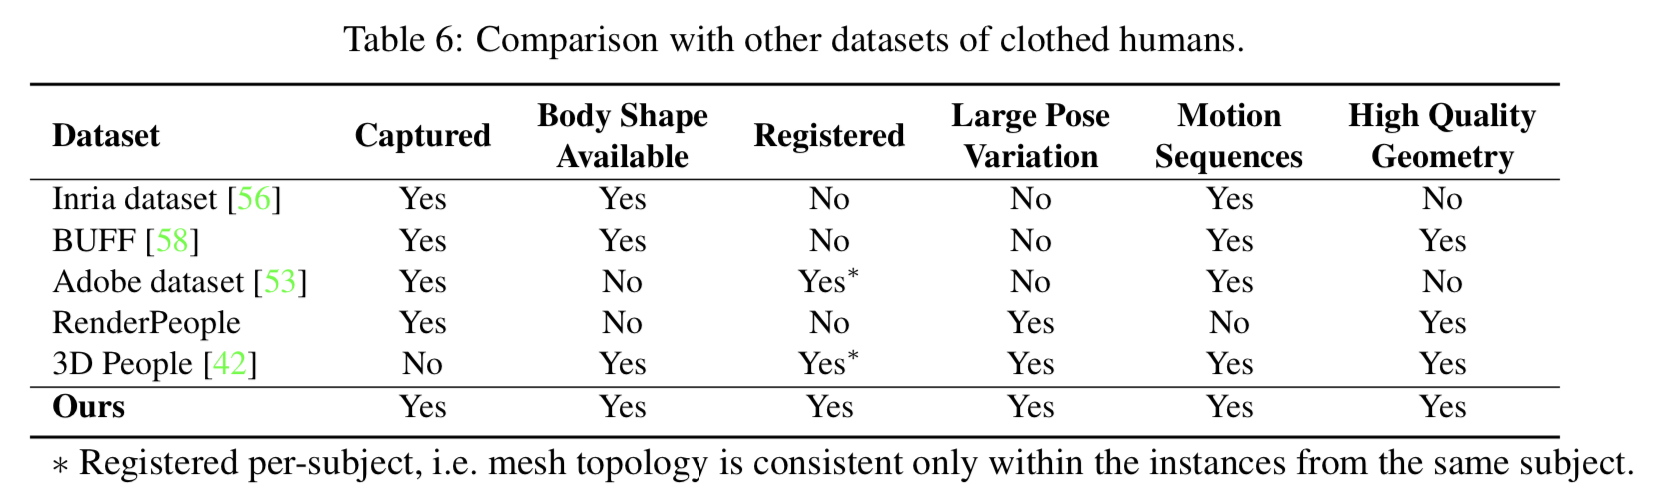 Table 6: Comparison with other datasets of clothed humans.
Dataset Captured Body Shape Available Registered Large Pose Variation Motion Sequences High Quality Geometry
Inria dataset [56] Yes Yes No No Yes No
BUFF [58] Yes Yes No No Yes Yes
Adobe dataset [53] Yes No Yes* No Yes No
RenderPeople Yes No No Yes No Yes
3D People [42] No Yes Yes* Yes Yes Yes
Ours Yes Yes Yes Yes Yes Yes
* Registered per-subject, i.e. mesh topology is consistent only within the instances from the same subject.